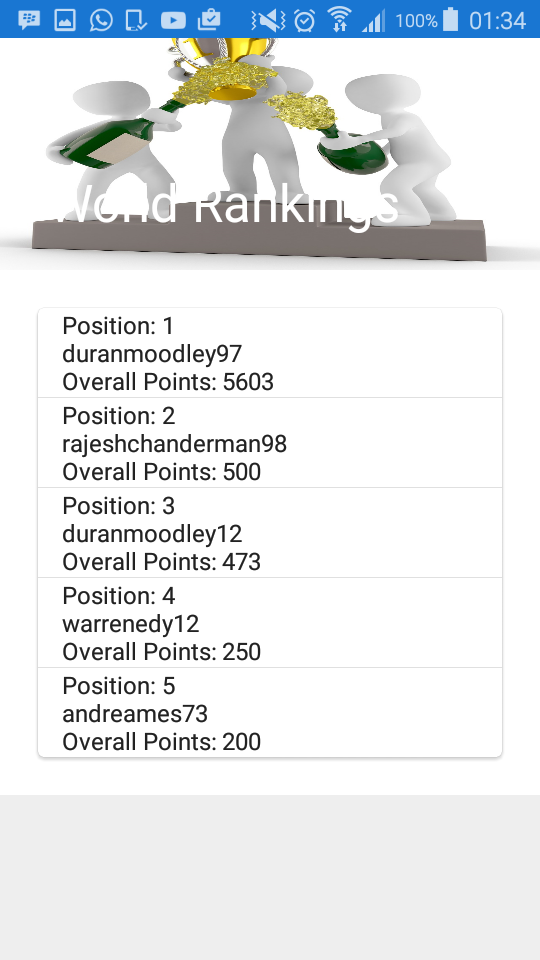 100% 01:34
World Rankings
Position: 1
duranmoodley97
Overall Points: 5603
Position: 2
rajeshchanderman98
Overall Points: 500
Position: 3
duranmoodley12
Overall Points: 473
Position: 4
warrenedy12
Overall Points: 250
Position: 5
andreames73
Overall Points: 200